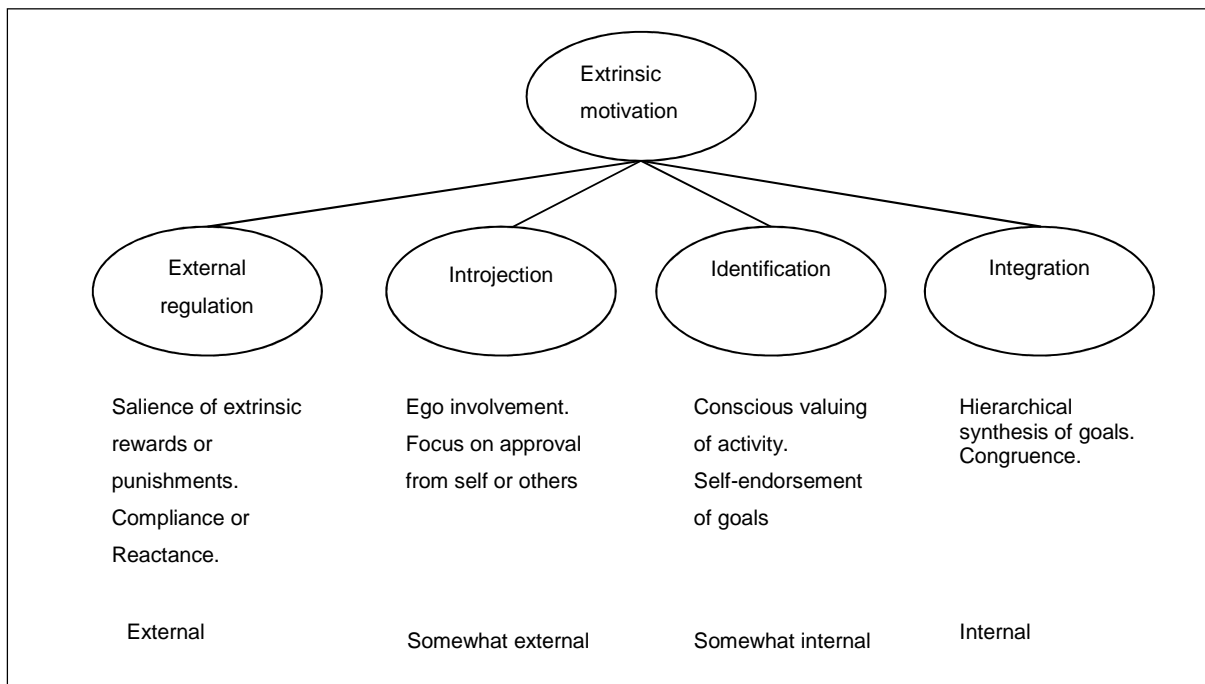 Extrinsic
motivation
External
regulation
Introjection
Identification
Integration
Salience of extrinsic
rewards or
punishments.
Compliance or
Reactance.
Ego involvement.
Focus on approval
from self or others
Conscious valuing
of activity.
Self-endorsement
of goals
Hierarchical
synthesis of goals.
Congruence.
External
Somewhat external
Somewhat internal
Internal